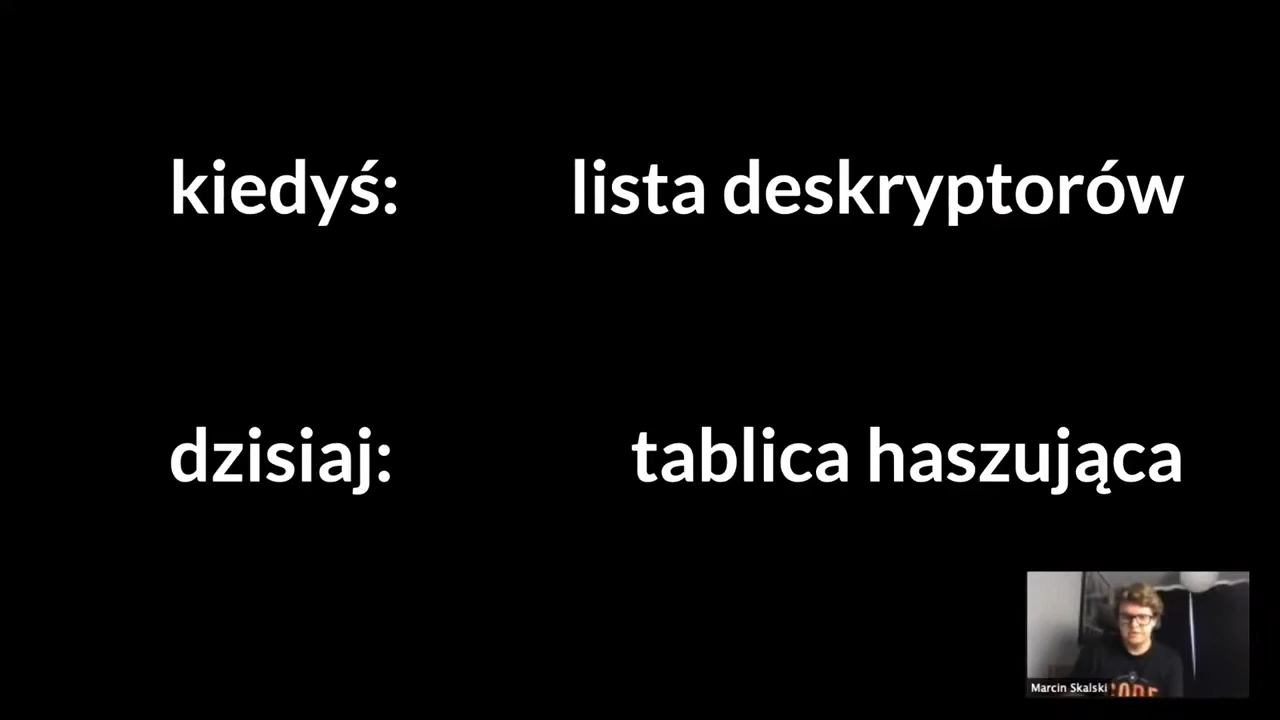 kiedyś: lista deskryptorów
dzisiaj: tablica haszująca
Marcin Skalski